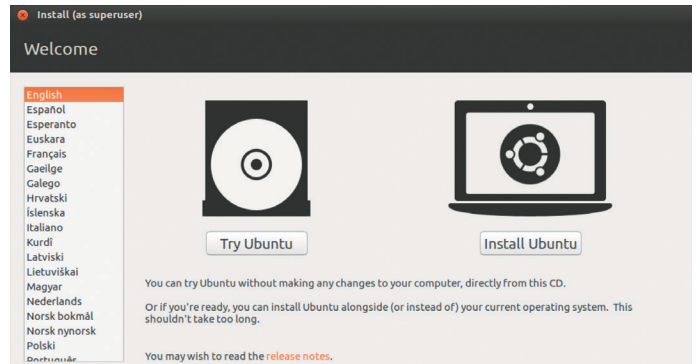 Install (as superuser)
Welcome
English
Español
Esperanto
Euskara
Français
Gaeilge
Galego
Hrvatski
Íslenska
Italiano
Kurdî
Latviski
Lietuviškai
Magyar
Nederlands
Norsk bokmål
Norsk nynorsk
Polski
Português
Try Ubuntu
Install Ubuntu
You can try Ubuntu without making any changes to your computer, directly from this CD.
Or if you're ready, you can install Ubuntu alongside (or instead of) your current operating system. This
shouldn't take too long.
You may wish to read the release notes.